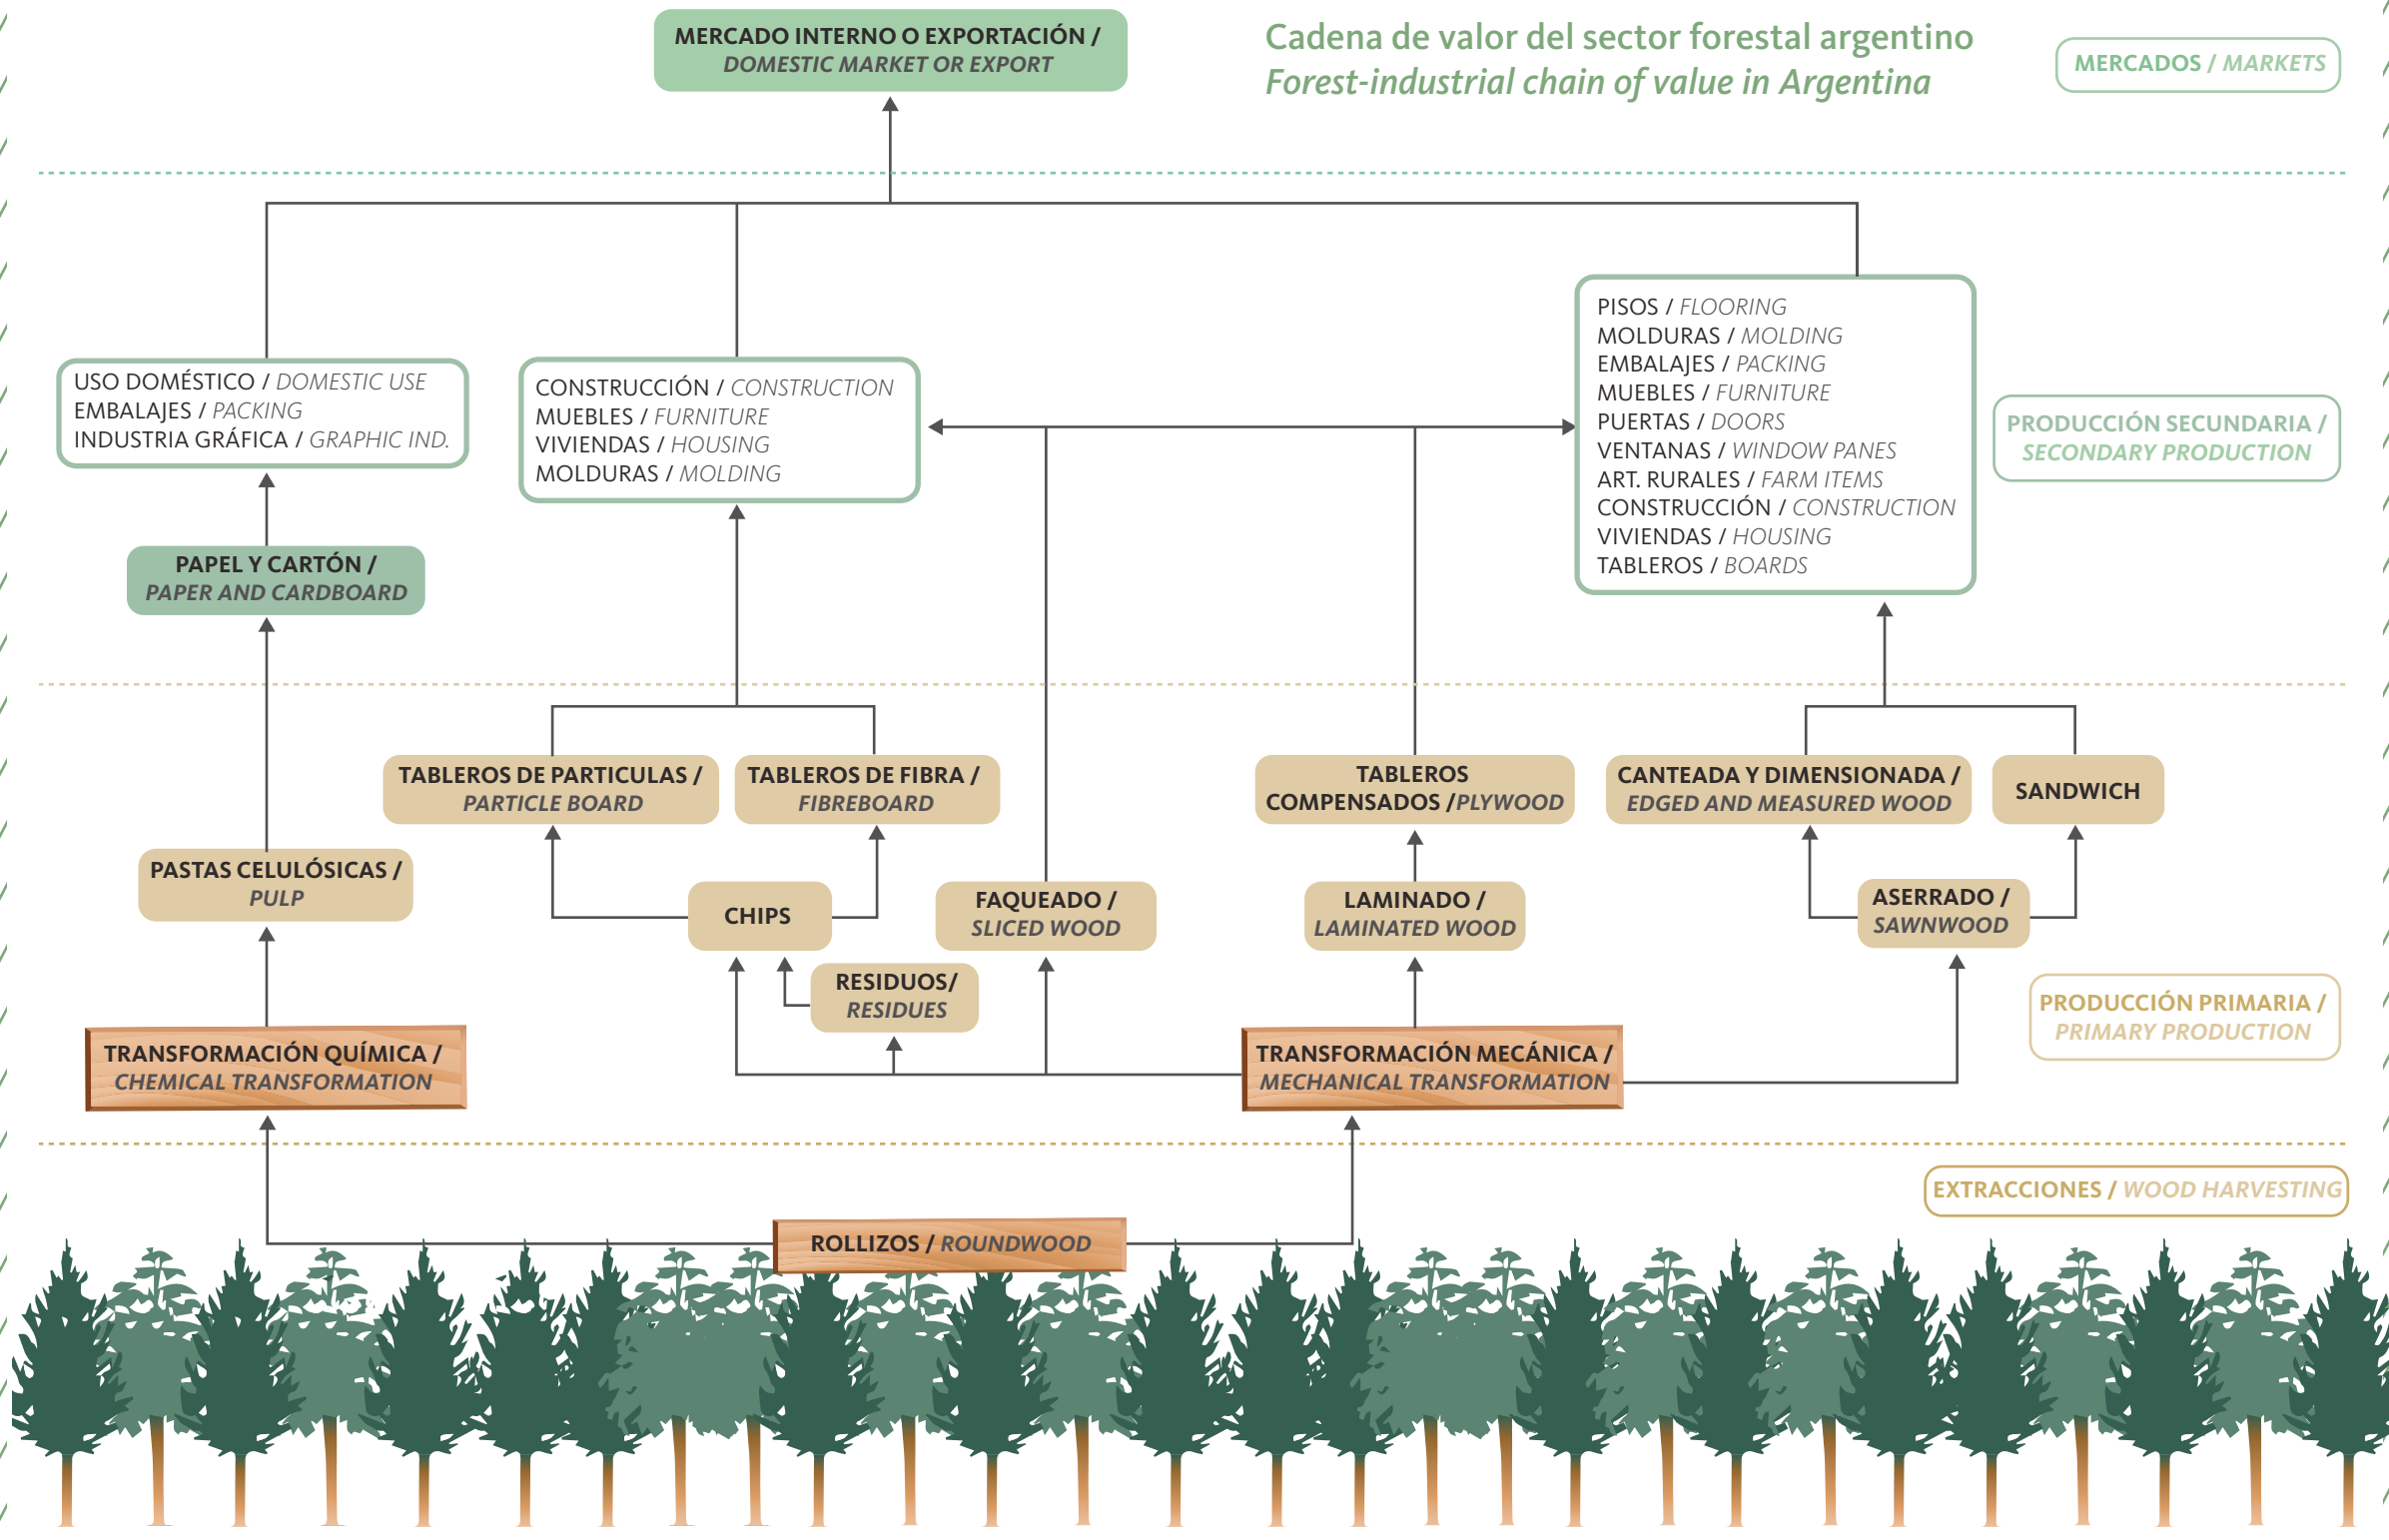 MERCADO INTERNO O EXPORTACIÓN /
DOMESTIC MARKET OR EXPORT
Cadena de valor del sector forestal argentino
Forest-industrial chain of value in Argentina
MERCADOS / MARKETS
USO DOMÉSTICO / DOMESTIC USE
EMBALAJES / PACKING
INDUSTRIA GRÁFICA / GRAPHIC IND.
CONSTRUCCIÓN / CONSTRUCTION
MUEBLES / FURNITURE
VIVIENDAS / HOUSING
MOLDURAS / MOLDING
PISOS / FLOORING
MOLDURAS / MOLDING
EMBALAJES / PACKING
MUEBLES / FURNITURE
PUERTAS / DOORS
VENTANAS / WINDOW PANES
ART. RURALES / FARM ITEMS
CONSTRUCCIÓN / CONSTRUCTION
VIVIENDAS / HOUSING
TABLEROS / BOARDS
PRODUCCIÓN SECUNDARIA /
SECONDARY PRODUCTION
PAPEL Y CARTÓN /
PAPER AND CARDBOARD
TABLEROS DE PARTICULAS /
PARTICLE BOARD
TABLEROS DE FIBRA /
FIBREBOARD
TABLEROS
COMPENSADOS /PLYWOOD
CANTEADA Y DIMENSIONADA /
EDGED AND MEASURED WOOD
SANDWICH
PASTAS CELULÓSICAS /
PULP
CHIPS
FAQUEADO /
SLICED WOOD
LAMINADO /
LAMINATED WOOD
ASERRADO /
SAWNWOOD
RESIDUOS/
RESIDUES
PRODUCCIÓN PRIMARIA /
PRIMARY PRODUCTION
TRANSFORMACIÓN QUÍMICA /
CHEMICAL TRANSFORMATION
TRANSFORMACIÓN MECÁNICA /
MECHANICAL TRANSFORMATION
EXTRACCIONES / WOOD HARVESTING
ROLLIZOS / ROUNDWOOD